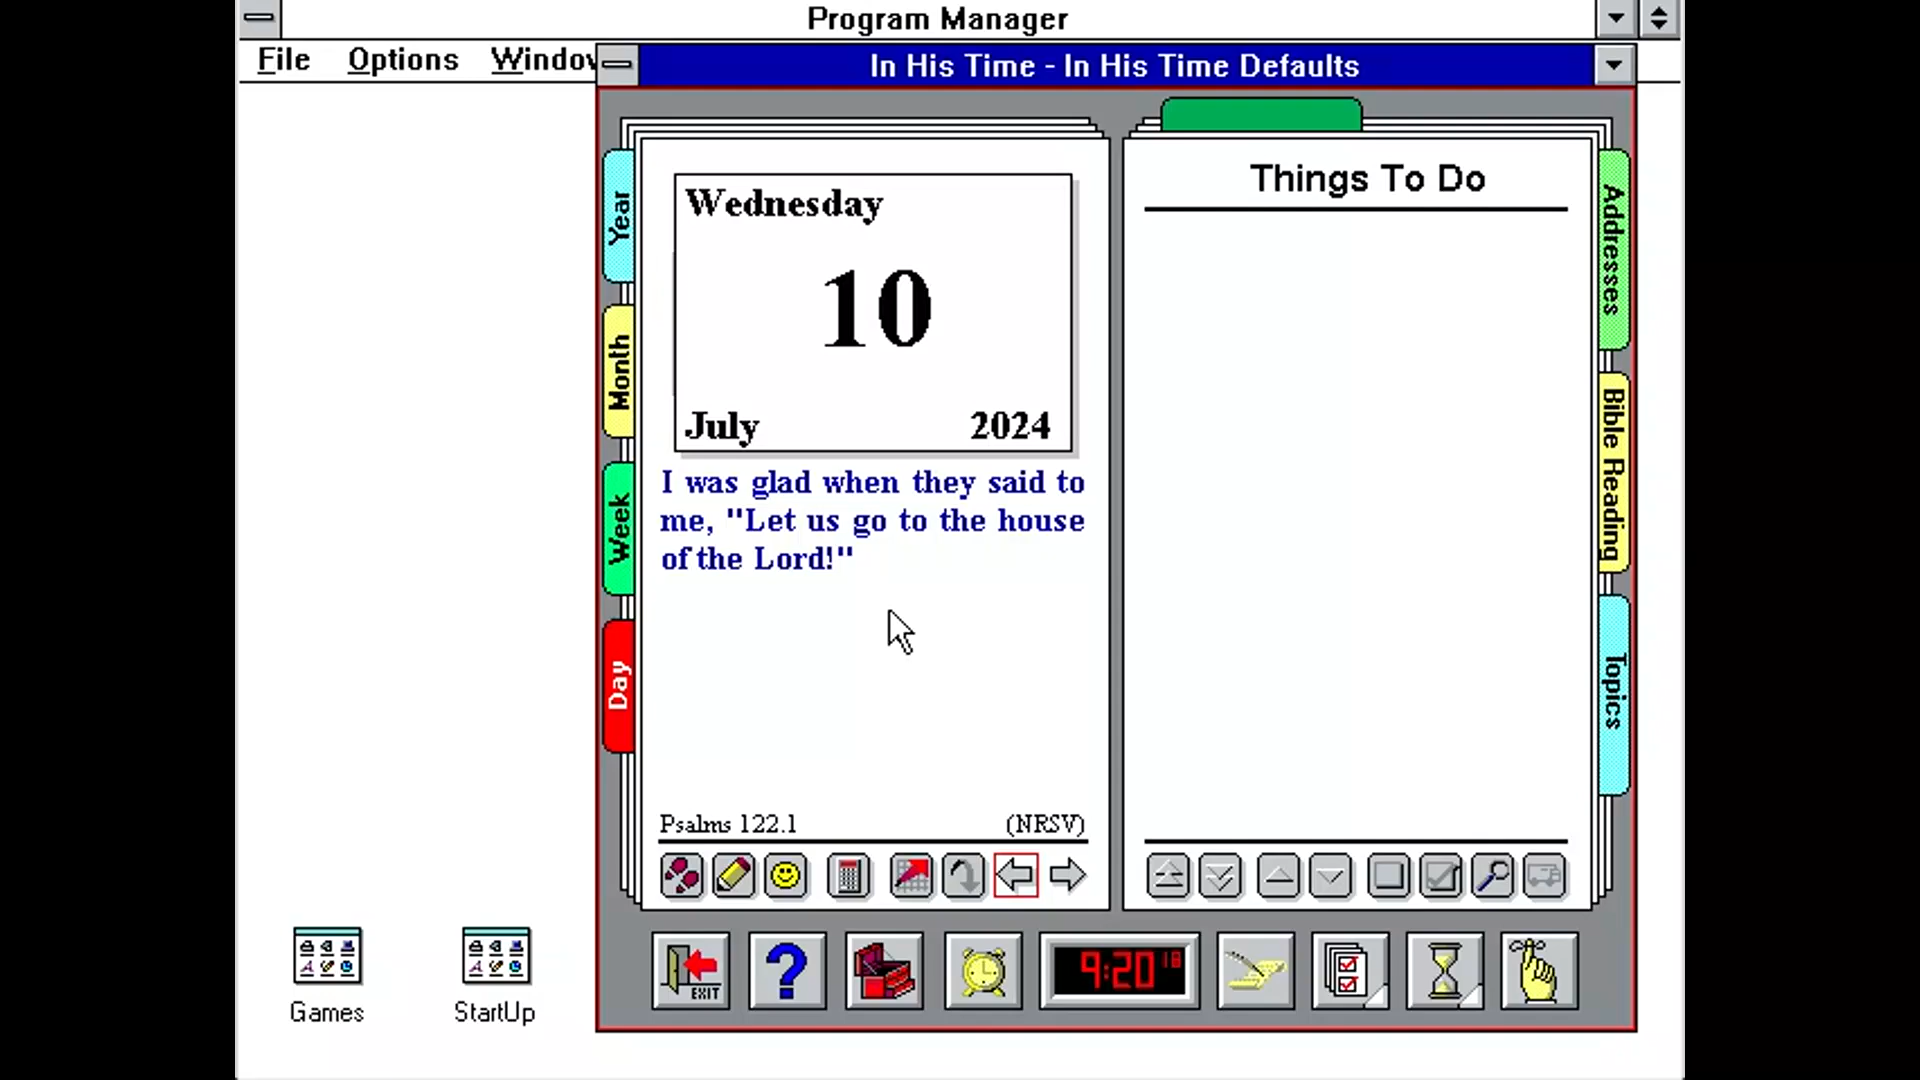 Program Manager
File Options Window
In His Time - In His Time Defaults
Year
Month
Week
Day
Wednesday
10
July 2024
I was glad when they said to
me, "Let us go to the house
of the Lord!"
Psalms 122.1 (NRSV)
Things To Do
Addresses
Bible Reading
Topics
EXIT
?
9:20 18
Games
StartUp